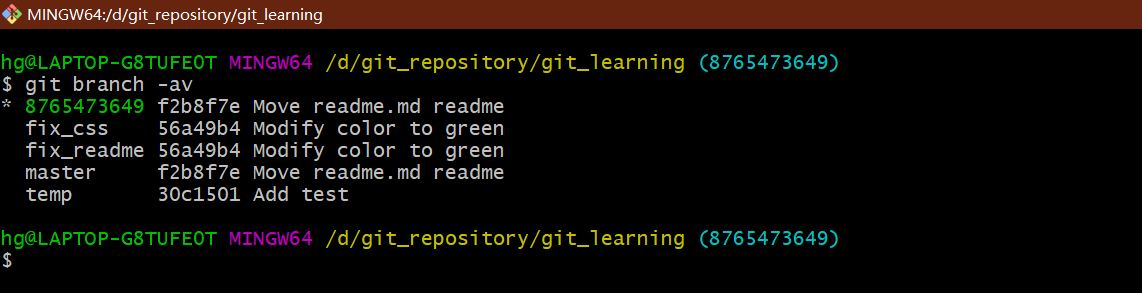 MINGW64:/d/git_repository/git_learning
hg@LAPTOP-G8TUFE0T MINGW64 /d/git_repository/git_learning (8765473649)
$ git branch -av
* 8765473649 f2b8f7e Move readme.md readme
  fix_css    56a49b4 Modify color to green
  fix_readme 56a49b4 Modify color to green
  master     f2b8f7e Move readme.md readme
  temp       30c1501 Add test
hg@LAPTOP-G8TUFE0T MINGW64 /d/git_repository/git_learning (8765473649)
$